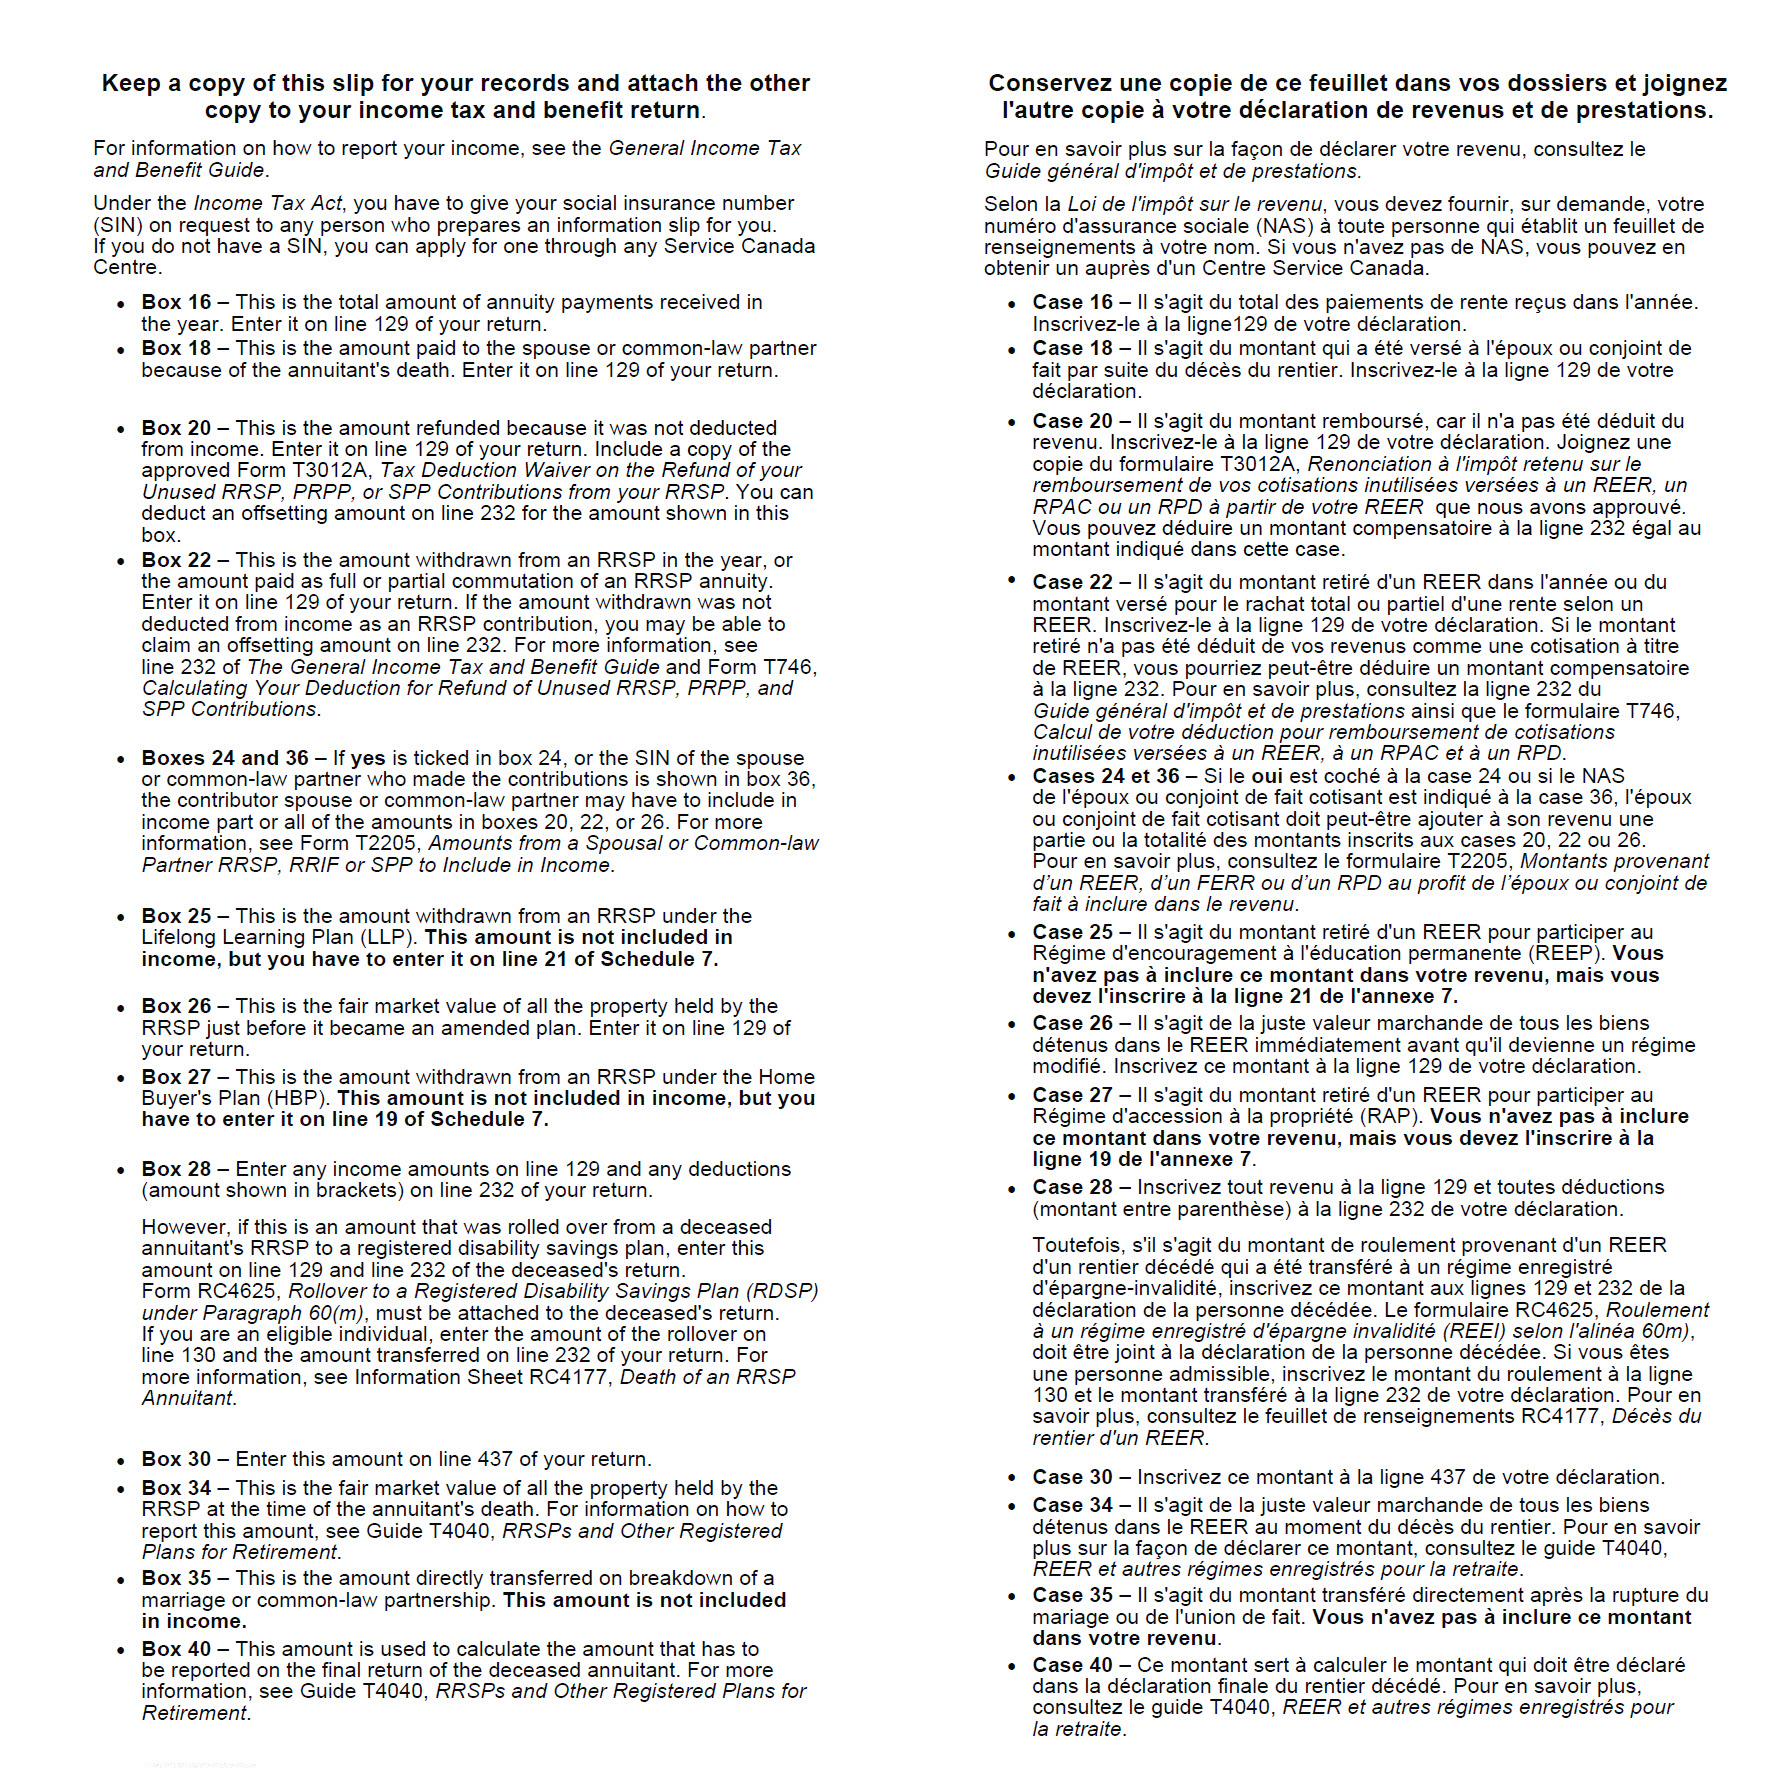 Keep a copy of this slip for your records and attach the other
copy to your income tax and benefit return.
For information on how to report your income, see the General Income Tax
and Benefit Guide.
Under the Income Tax Act, you have to give your social insurance number
(SIN) on request to any person who prepares an information slip for you.
If you do not have a SIN, you can apply for one through any Service Canada
Centre.
• Box 16 – This is the total amount of annuity payments received in
the year. Enter it on line 129 of your return.
• Box 18 – This is the amount paid to the spouse or common-law partner
because of the annuitant's death. Enter it on line 129 of your return.
• Box 20 – This is the amount refunded because it was not deducted
from income. Enter it on line 129 of your return. Include a copy of the
approved Form T3012A, Tax Deduction Waiver on the Refund of your
Unused RRSP, PRPP, or SPP Contributions from your RRSP. You can
deduct an offsetting amount on line 232 for the amount shown in this
box.
• Box 22 – This is the amount withdrawn from an RRSP in the year, or
the amount paid as full or partial commutation of an RRSP annuity.
Enter it on line 129 of your return. If the amount withdrawn was not
deducted from income as an RRSP contribution, you may be able to
claim an offsetting amount on line 232. For more information, see
line 232 of The General Income Tax and Benefit Guide and Form T746,
Calculating Your Deduction for Refund of Unused RRSP, PRPP, and
SPP Contributions.
• Boxes 24 and 36 – If yes is ticked in box 24, or the SIN of the spouse
or common-law partner who made the contributions is shown in box 36,
the contributor spouse or common-law partner may have to include in
income part or all of the amounts in boxes 20, 22, or 26. For more
information, see Form T2205, Amounts from a Spousal or Common-law
Partner RRSP, RRIF or SPP to Include in Income.
• Box 25 – This is the amount withdrawn from an RRSP under the
Lifelong Learning Plan (LLP). This amount is not included in
income, but you have to enter it on line 21 of Schedule 7.
• Box 26 – This is the fair market value of all the property held by the
RRSP just before it became an amended plan. Enter it on line 129 of
your return.
• Box 27 – This is the amount withdrawn from an RRSP under the Home
Buyer's Plan (HBP). This amount is not included in income, but you
have to enter it on line 19 of Schedule 7.
• Box 28 – Enter any income amounts on line 129 and any deductions
(amount shown in brackets) on line 232 of your return.
However, if this is an amount that was rolled over from a deceased
annuitant's RRSP to a registered disability savings plan, enter this
amount on line 129 and line 232 of the deceased's return.
Form RC4625, Rollover to a Registered Disability Savings Plan (RDSP)
under Paragraph 60(m), must be attached to the deceased's return.
If you are an eligible individual, enter the amount of the rollover on
line 130 and the amount transferred on line 232 of your return. For
more information, see Information Sheet RC4177, Death of an RRSP
Annuitant.
• Box 30 – Enter this amount on line 437 of your return.
• Box 34 – This is the fair market value of all the property held by the
RRSP at the time of the annuitant's death. For information on how to
report this amount, see Guide T4040, RRSPs and Other Registered
Plans for Retirement.
• Box 35 – This is the amount directly transferred on breakdown of a
marriage or common-law partnership. This amount is not included
in income.
• Box 40 – This amount is used to calculate the amount that has to
be reported on the final return of the deceased annuitant. For more
information, see Guide T4040, RRSPs and Other Registered Plans for
Retirement.
Conservez une copie de ce feuillet dans vos dossiers et joignez
l'autre copie à votre déclaration de revenus et de prestations.
Pour en savoir plus sur la façon de déclarer votre revenu, consultez le
Guide général d'impôt et de prestations.
Selon la Loi de l'impôt sur le revenu, vous devez fournir, sur demande, votre
numéro d'assurance sociale (NAS) à toute personne qui établit un feuillet de
renseignements à votre nom. Si vous n'avez pas de NAS, vous pouvez en
obtenir un auprès d'un Centre Service Canada.
• Case 16 – Il s'agit du total des paiements de rente reçus dans l'année.
Inscrivez-le à la ligne129 de votre déclaration.
• Case 18 – Il s'agit du montant qui a été versé à l'époux ou conjoint de
fait par suite du décès du rentier. Inscrivez-le à la ligne 129 de votre
déclaration.
• Case 20 – Il s'agit du montant remboursé, car il n'a pas été déduit du
revenu. Inscrivez-le à la ligne 129 de votre déclaration. Joignez une
copie du formulaire T3012A, Renonciation à l'impôt retenu sur le
remboursement de vos cotisations inutilisées versées à un REER, un
RPAC ou un RPD à partir de votre REER que nous avons approuvé.
Vous pouvez déduire un montant compensatoire à la ligne 232 égal au
montant indiqué dans cette case.
• Case 22 – Il s'agit du montant retiré d'un REER dans l'année ou du
montant versé pour le rachat total ou partiel d'une rente selon un
REER. Inscrivez-le à la ligne 129 de votre déclaration. Si le montant
retiré n'a pas été déduit de vos revenus comme une cotisation à titre
de REER, vous pourriez peut-être déduire un montant compensatoire
à la ligne 232. Pour en savoir plus, consultez la ligne 232 du
Guide général d'impôt et de prestations ainsi que le formulaire T746,
Calcul de votre déduction pour remboursement de cotisations
inutilisées versées à un REER, à un RPAC et à un RPD.
• Cases 24 et 36 – Si le oui est coché à la case 24 ou si le NAS
de l'époux ou conjoint de fait cotisant est indiqué à la case 36, l'époux
ou conjoint de fait cotisant doit peut-être ajouter à son revenu une
partie ou la totalité des montants inscrits aux cases 20, 22 ou 26.
Pour en savoir plus, consultez le formulaire T2205, Montants provenant
d’un REER, d’un FERR ou d’un RPD au profit de l’époux ou conjoint de
fait à inclure dans le revenu.
• Case 25 – Il s'agit du montant retiré d'un REER pour participer au
Régime d'encouragement à l'éducation permanente (REEP). Vous
n'avez pas à inclure ce montant dans votre revenu, mais vous
devez l'inscrire à la ligne 21 de l'annexe 7.
• Case 26 – Il s'agit de la juste valeur marchande de tous les biens
détenus dans le REER immédiatement avant qu'il devienne un régime
modifié. Inscrivez ce montant à la ligne 129 de votre déclaration.
• Case 27 – Il s'agit du montant retiré d'un REER pour participer au
Régime d'accession à la propriété (RAP). Vous n'avez pas à inclure
ce montant dans votre revenu, mais vous devez l'inscrire à la
ligne 19 de l'annexe 7.
• Case 28 – Inscrivez tout revenu à la ligne 129 et toutes déductions
(montant entre parenthèse) à la ligne 232 de votre déclaration.
Toutefois, s'il s'agit du montant de roulement provenant d'un REER
d'un rentier décédé qui a été transféré à un régime enregistré
d'épargne-invalidité, inscrivez ce montant aux lignes 129 et 232 de la
déclaration de la personne décédée. Le formulaire RC4625, Roulement
à un régime enregistré d'épargne invalidité (REEI) selon l'alinéa 60m),
doit être joint à la déclaration de la personne décédée. Si vous êtes
une personne admissible, inscrivez le montant du roulement à la ligne
130 et le montant transféré à la ligne 232 de votre déclaration. Pour en
savoir plus, consultez le feuillet de renseignements RC4177, Décès du
rentier d'un REER.
• Case 30 – Inscrivez ce montant à la ligne 437 de votre déclaration.
• Case 34 – Il s'agit de la juste valeur marchande de tous les biens
détenus dans le REER au moment du décès du rentier. Pour en savoir
plus sur la façon de déclarer ce montant, consultez le guide T4040,
REER et autres régimes enregistrés pour la retraite.
• Case 35 – Il s'agit du montant transféré directement après la rupture du
mariage ou de l'union de fait. Vous n'avez pas à inclure ce montant
dans votre revenu.
• Case 40 – Ce montant sert à calculer le montant qui doit être déclaré
dans la déclaration finale du rentier décédé. Pour en savoir plus,
consultez le guide T4040, REER et autres régimes enregistrés pour
la retraite.